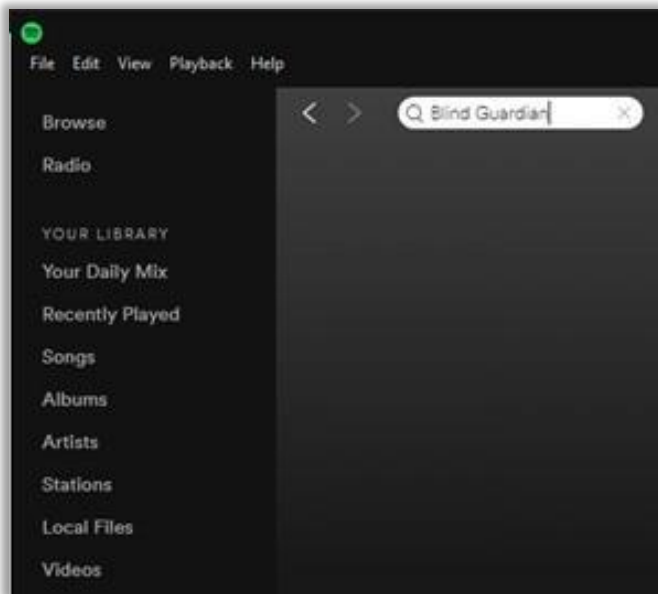 File Edit View Playback Help
Blind Guardian
Browse
Radio
YOUR LIBRARY
Your Daily Mix
Recently Played
Songs
Albums
Artists
Stations
Local Files
Videos